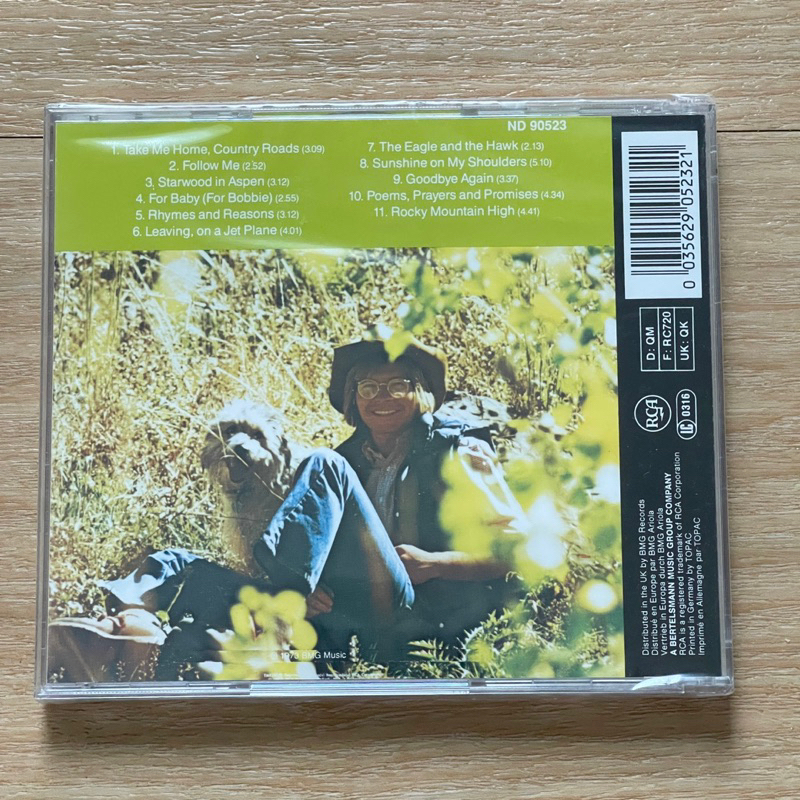 ND 90523
1. Take Me Home, Country Roads (3.09)
2. Follow Me (2.52)
3. Starwood in Aspen (3.12)
4. For Baby (For Bobbie) (2.55)
5. Rhymes and Reasons (3.12)
6. Leaving, on a Jet Plane (4.01)
7. The Eagle and the Hawk (2.13)
8. Sunshine on My Shoulders (5.10)
9. Goodbye Again (3.37)
10. Poems, Prayers and Promises (4.34)
11. Rocky Mountain High (4.41)
0 035629 052321
D: QM
F: RC720
UK: QK
RCA
LC 0316
Distributed in the UK by BMG Records
Distribué en Europe par BMG Ariola
Vertrieb in Europa durch BMG Ariola
A BERTELSMANN MUSIC GROUP COMPANY
RCA is a registered trademark of RCA Corporation
Printed in Germany by TOPAC
Imprimé en Allemagne par TOPAC
1973 BMG Music